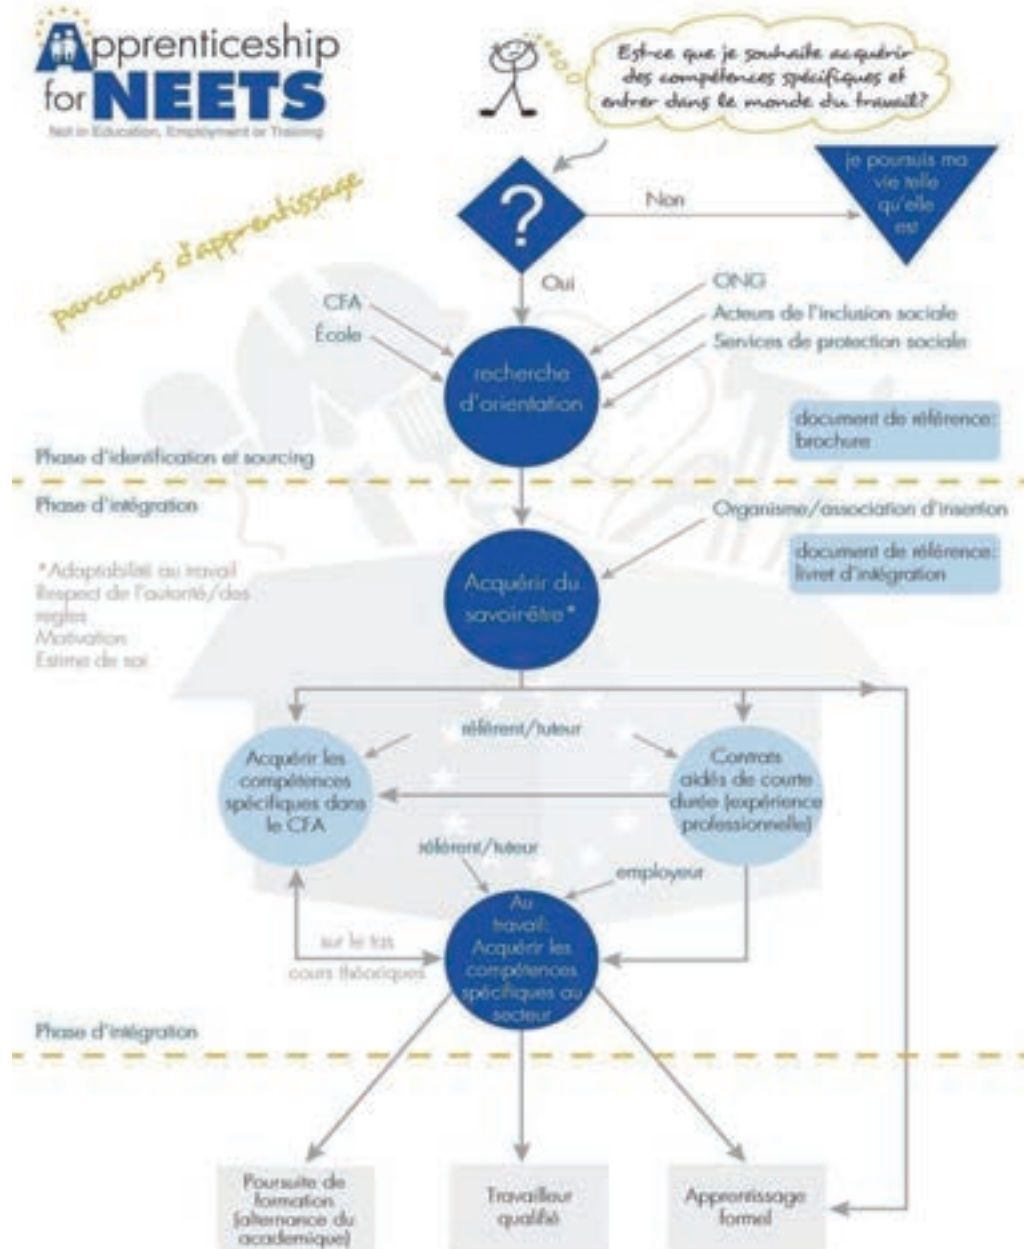 Apprenticeship
for NEETS
Not in Education, Employment or Training
Est-ce que je souhaite acquérir
des compétences spécifiques et
entrer dans le monde du travail?
parcours d'apprentissage
?
Non
je poursuis ma
vie telle
qu'elle
est
Oui
CFA
École
ONG
Acteurs de l'inclusion sociale
Services de protection sociale
recherche
d'orientation
document de référence:
brochure
Phase d'identification et sourcing
Phase d'intégration
Organisme/association d'insertion
document de référence:
livret d'intégration
*Adaptabilité au travail
Respect de l'autorité/des
regles
Motivation
Estime de soi
Acquérir du
savoir-être*
référent/tuteur
Acquérir les
compétences
spécifiques dans
le CFA
Contrats
aidés de courte
durée (expérience
professionnelle)
référent/tuteur
employeur
Au
travail:
Acquérir les
compétences
spécifiques au
secteur
sur le tas
cours théoriques
Phase d'intégration
Poursuite de
formation
(alternance du
academique)
Travailleur
qualifié
Apprentissage
formel